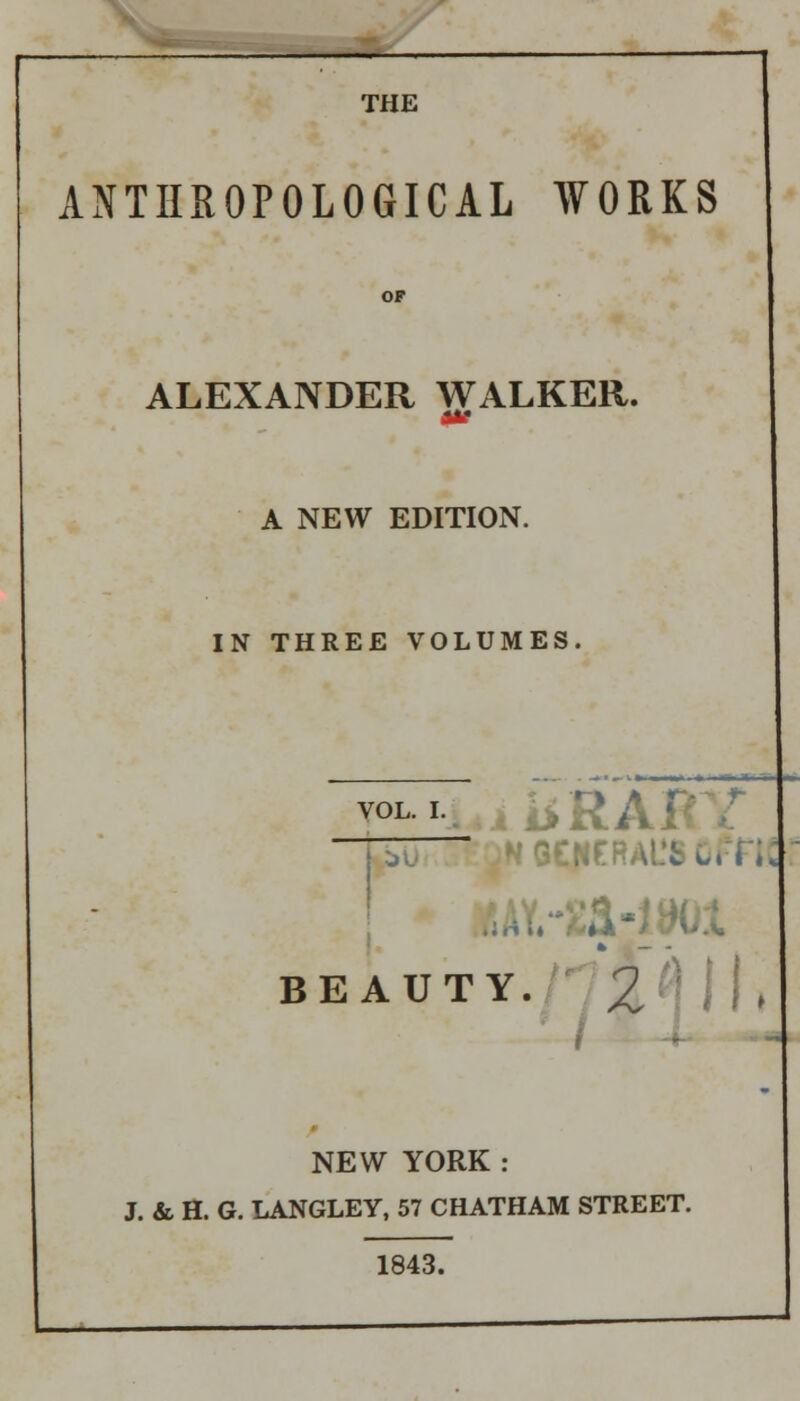 THE
ANTHROPOLOGICAL WORKS
OF
ALEXANDER WALKER.
A NEW EDITION.
IN THREE VOLUMES.
VOL. I.
BEAUTY.
NEW YORK :
J. & H. G. LANGLEY, 57 CHATHAM STREET.
1843.